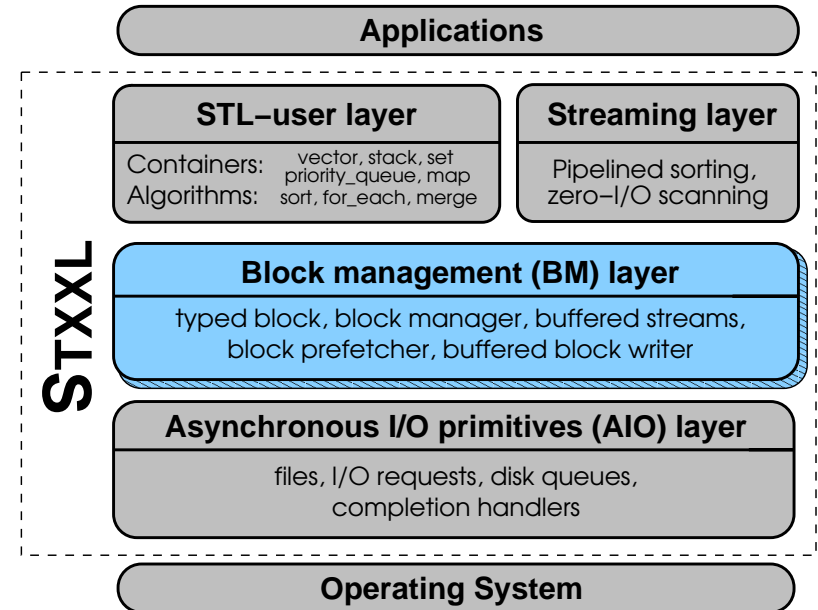 Applications
STL–user layer
Containers: vector, stack, set
priority_queue, map
Algorithms: sort, for_each, merge
Streaming layer
Pipelined sorting,
zero–I/O scanning
STXXL
Block management (BM) layer
typed block, block manager, buffered streams,
block prefetcher, buffered block writer
Asynchronous I/O primitives (AIO) layer
files, I/O requests, disk queues,
completion handlers
Operating System